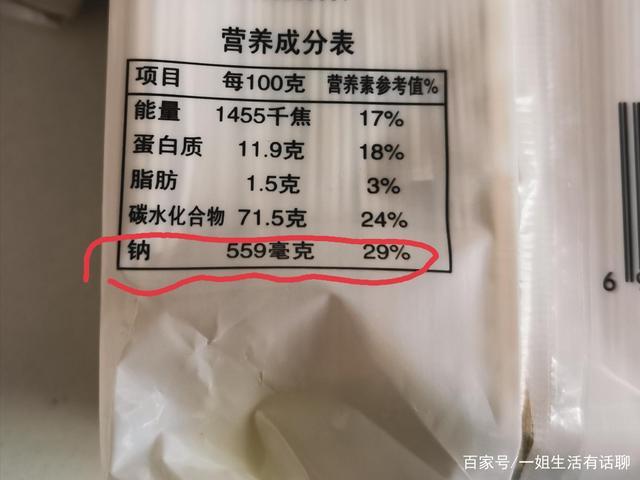 营养成分表
项目 每100克 营养素参考值%
能量 1455千焦 17%
蛋白质 11.9克 18%
脂肪 1.5克 3%
碳水化合物 71.5克 24%
钠 559毫克 29%
6
百家号/一姐生活有话聊